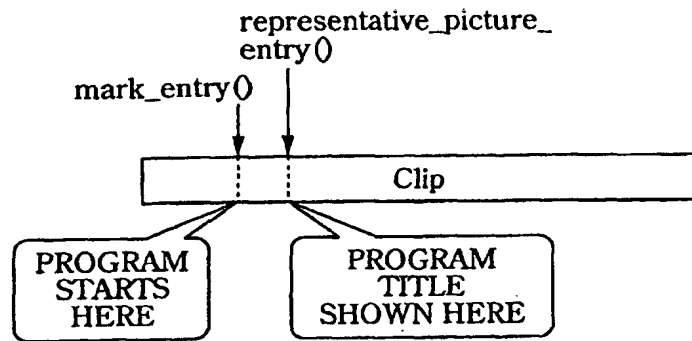 representative_picture_
entry()
mark_entry()
Clip
PROGRAM
STARTS
HERE
PROGRAM
TITLE
SHOWN HERE